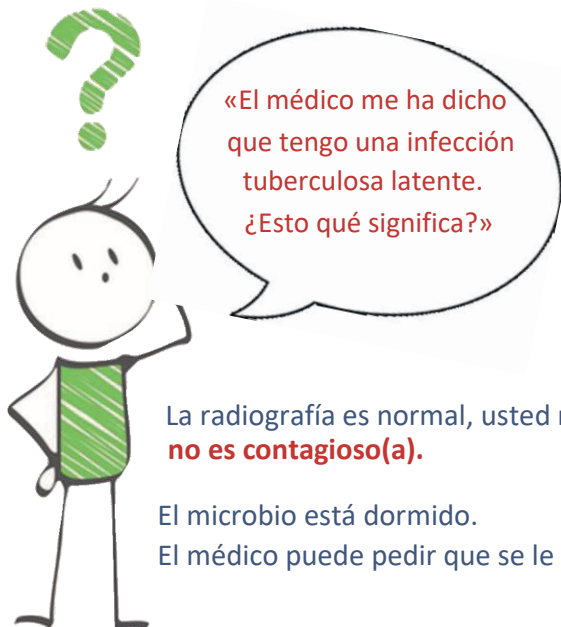 «El médico me ha dicho
que tengo una infección
tuberculosa latente.
¿Esto qué significa?»
La radiografía es normal, usted
no es contagioso(a).
El microbio está dormido.
El médico puede pedir que se le